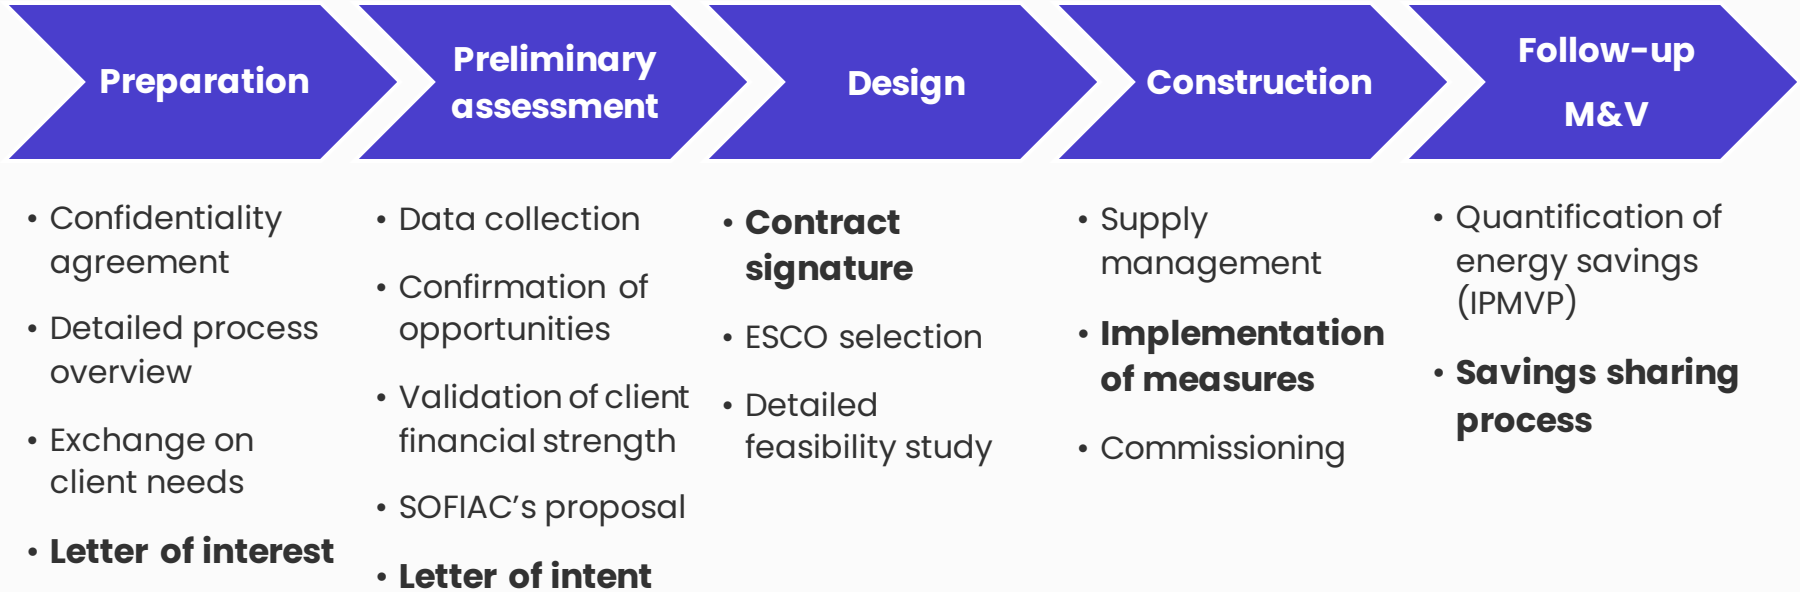 Preparation
Preliminary
assessment
Design
Construction
Follow-up
M&V
• Confidentiality
agreement
• Detailed process
overview
• Exchange on
client needs
• Letter of interest
• Data collection
• Confirmation of
opportunities
• Validation of client
financial strength
• SOFIAC’s proposal
• Letter of intent
• Contract
signature
• ESCO selection
• Detailed
feasibility study
• Supply
management
• Implementation
of measures
• Commissioning
• Quantification of
energy savings
(IPMVP)
• Savings sharing
process